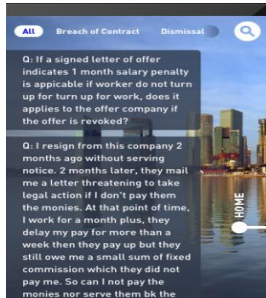 All Breach of Contract Dismissal
Q: If a signed letter of offer
indicates 1 month salary penalty
is appicable if worker do not turn
up for turn up for work, does it
applies to the offer company if
the offer is revoked?
Q: I resign from this company 2
months ago without serving
notice. 2 months later, they mail
me a letter threatening to take
legal action if I don't pay them
the monies. At that point of time,
I work for a month plus, they
delay my pay for more than a
week then they pay up but they
still owe me a small sum of fixed
commission which they did not
pay me. So can I not pay the
monies nor serve them bk the
HOME